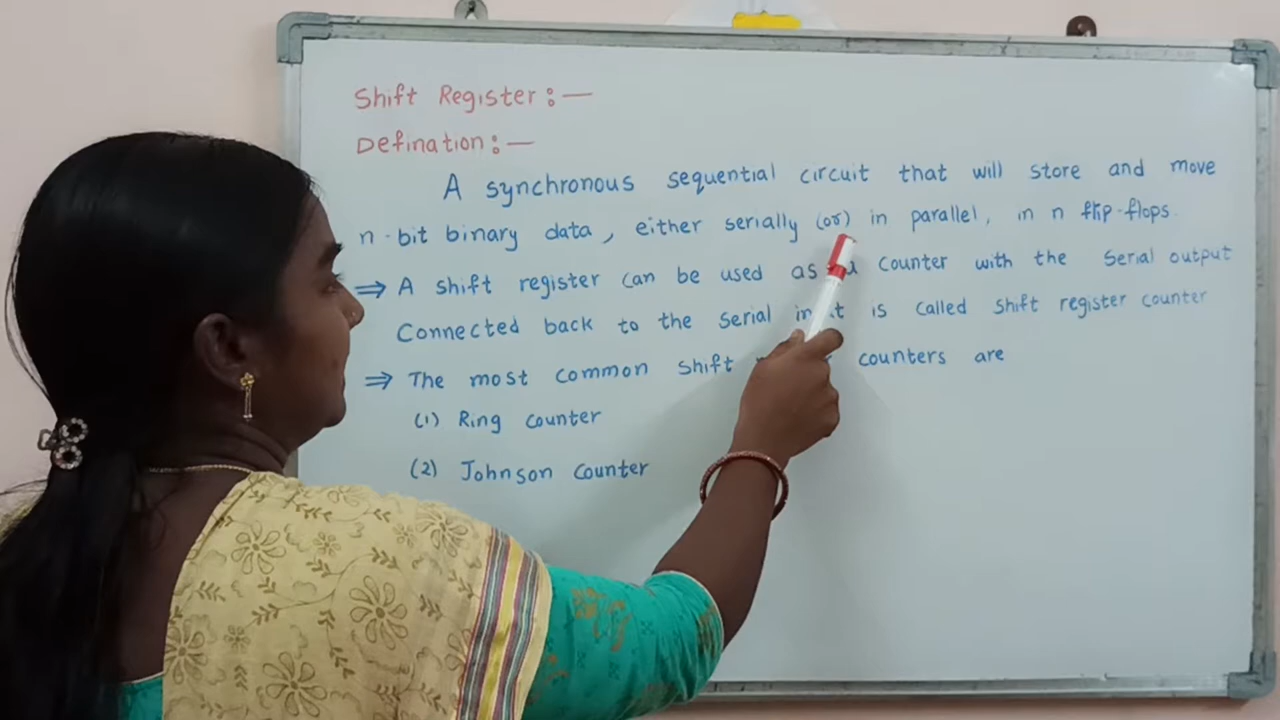 Shift Register:-
Defination:-
A synchronous sequential circuit that will store and move
n-bit binary data, either serially (or) in parallel, in n flip-flops.
⇒ A shift register can be used as a counter with the serial output
Connected back to the serial is called shift register counter
⇒ The most common shift counters are
(1) Ring counter
(2) Johnson counter